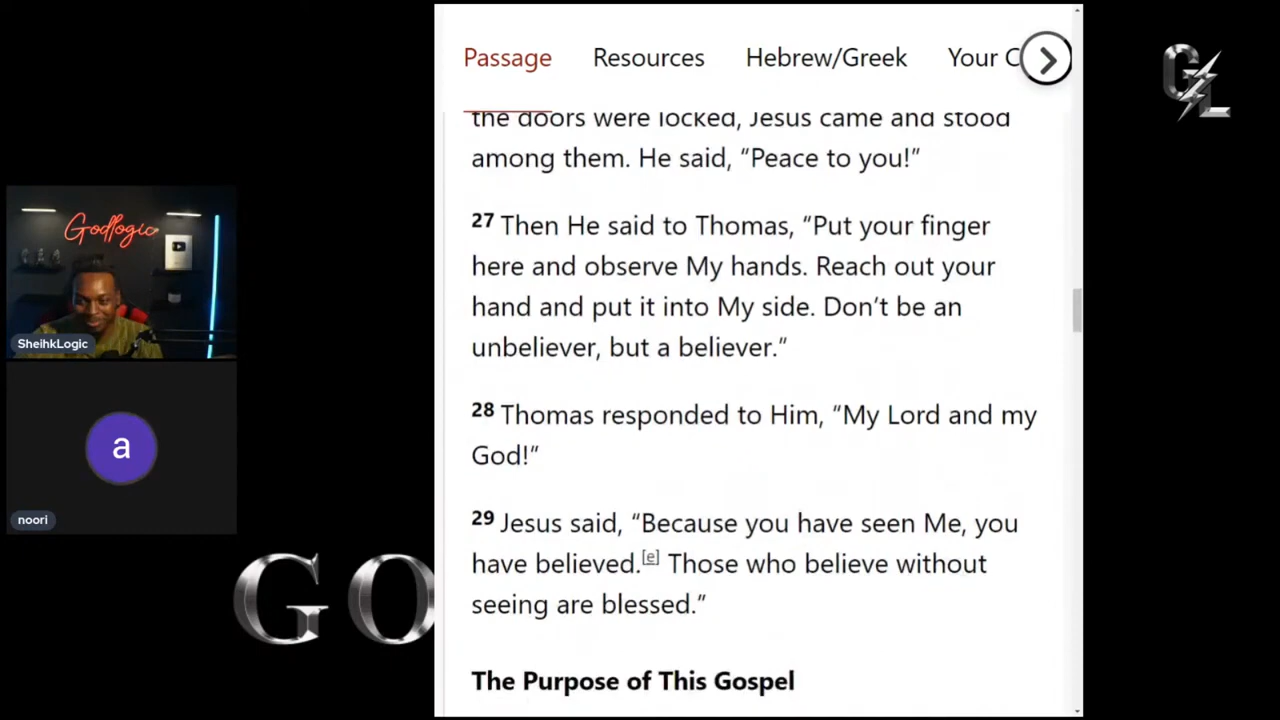 Passage Resources Hebrew/Greek Your C
the doors were locked, Jesus came and stood
among them. He said, “Peace to you!”
27 Then He said to Thomas, “Put your finger
here and observe My hands. Reach out your
hand and put it into My side. Don’t be an
unbeliever, but a believer.”
28 Thomas responded to Him, “My Lord and my
God!”
29 Jesus said, “Because you have seen Me, you
have believed.[e] Those who believe without
seeing are blessed.”
The Purpose of This Gospel
GL
Godlogic
SheihkLogic
a
noori
GO